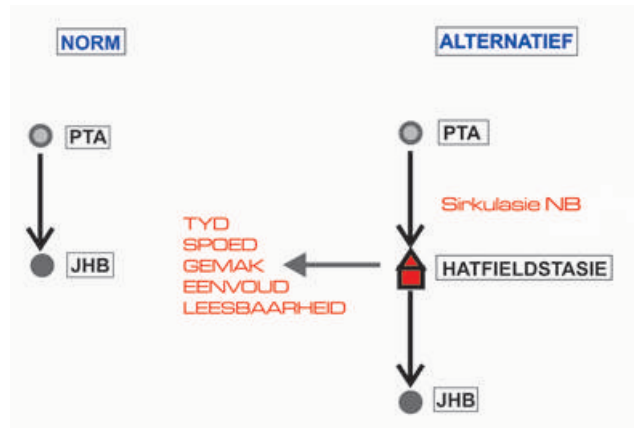 NORM
ALTERNATIEF
PTA
PTA
Sirkulasie NB
TYD
SPOED
GEMAK
EENVOUD
LEESBAARHEID
JHB
HATFIELDSTASIE
JHB